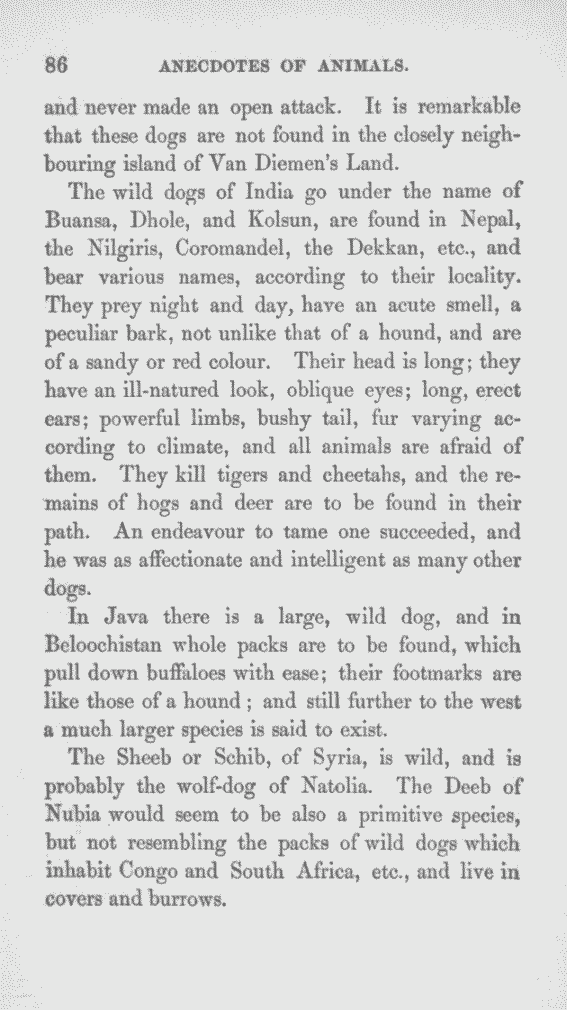 86 ANECDOTES OF ANIMALS.
and never made an open attack. It is remarkable
that these dogs are not found in the closely neigh-
bouring island of Van Diemen's Land.
The wild dogs of India go under the name of
Buansa, Dhole, and Kolsun, are found in Nepal,
the Nilgiris, Coromandel, the Dekkan, etc., and
bear various names, according to their locality.
They prey night and day, have an acute smell, a
peculiar bark, not unlike that of a hound, and are
of a sandy or red colour. Their head is long; they
have an ill-natured look, oblique eyes; long, erect
ears; powerful limbs, bushy tail, fur varying ac-
cording to climate, and all animals are afraid of
them. They kill tigers and cheetahs, and the re-
mains of hogs and deer are to be found in their
path. An endeavour to tame one succeeded, and
he was as affectionate and intelligent as many other
dogs.
In Java there is a large, wild dog, and in
Beloochistan whole packs are to be found, which
pull down buffaloes with ease; their footmarks are
like those of a hound; and still further to the west
a much larger species is said to exist.
The Sheeb or Schib, of Syria, is wild, and is
probably the wolf-dog of Natolia. The Deeb of
Nubia would seem to be also a primitive species,
but not resembling the packs of wild dogs which
inhabit Congo and South Africa, etc., and live in
covers and burrows.